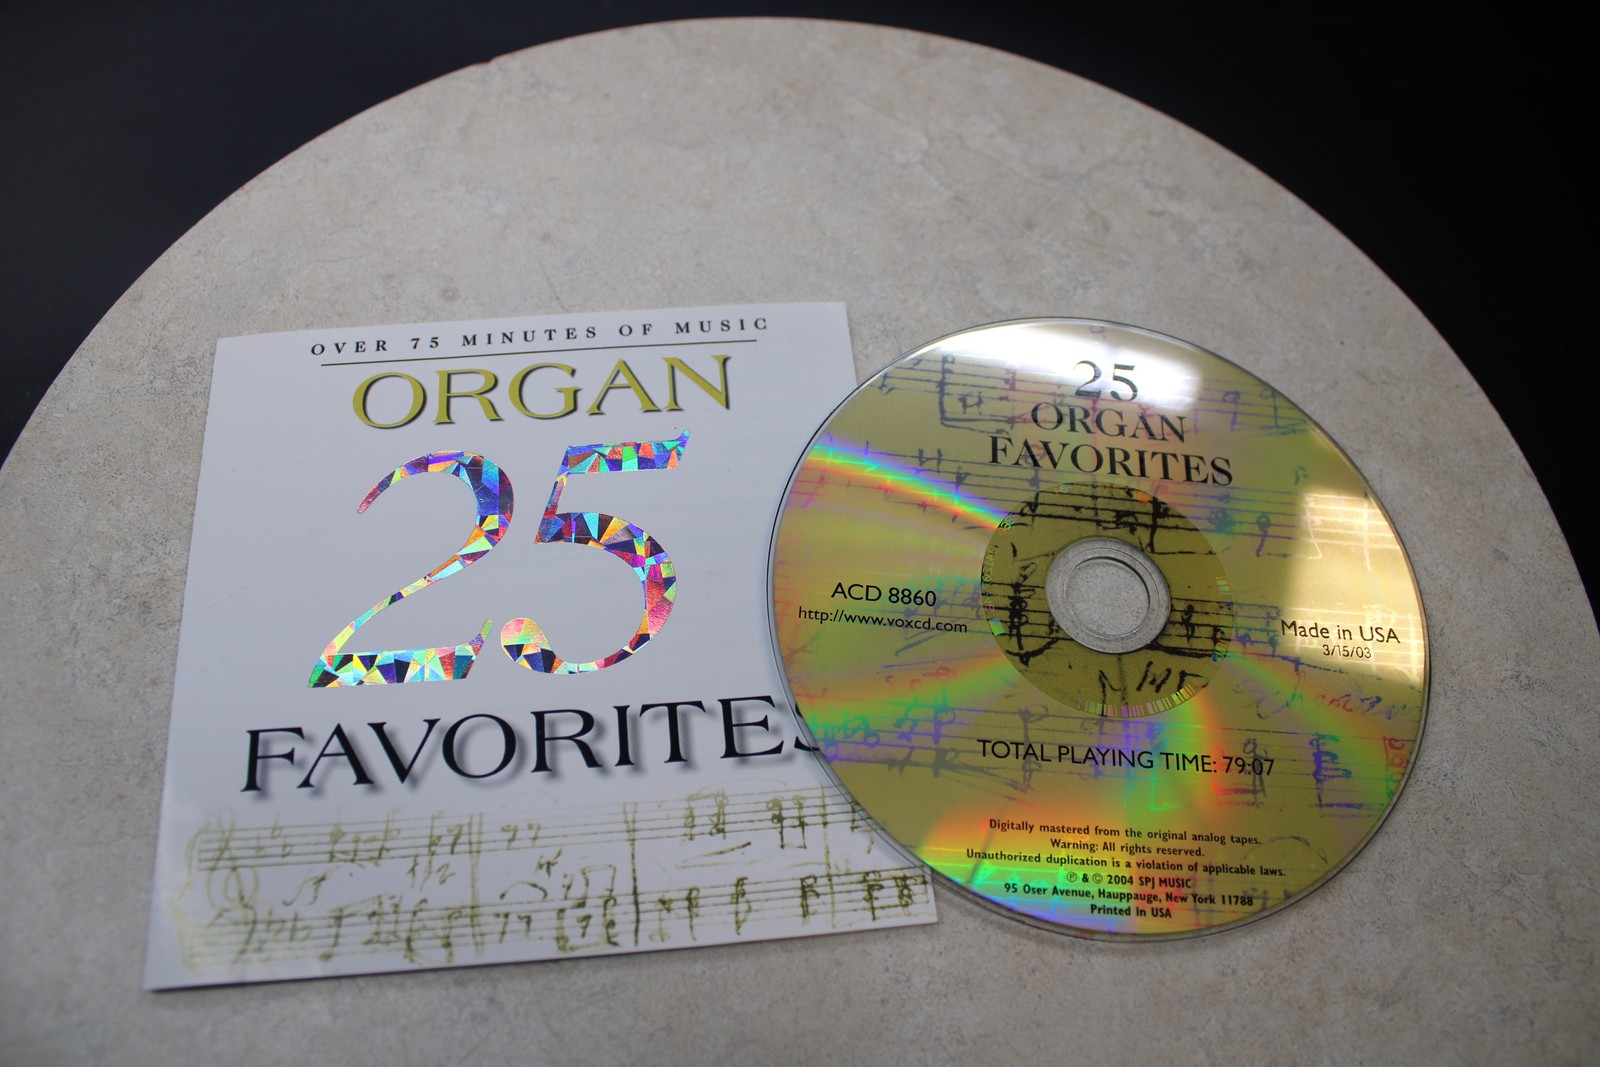 OVER 75 MINUTES OF MUSIC
ORGAN
25
FAVORITES
25
ORGAN
FAVORITES
ACD 8860
http://www.voxcd.com
Made in USA
3/15/03
TOTAL PLAYING TIME: 79:07
Digitally mastered from the original analog tapes.
Warning: All rights reserved.
Unauthorized duplication is a violation of applicable laws.
℗ & © 2004 SPJ MUSIC
95 Oser Avenue, Hauppauge, New York 11788
Printed in USA